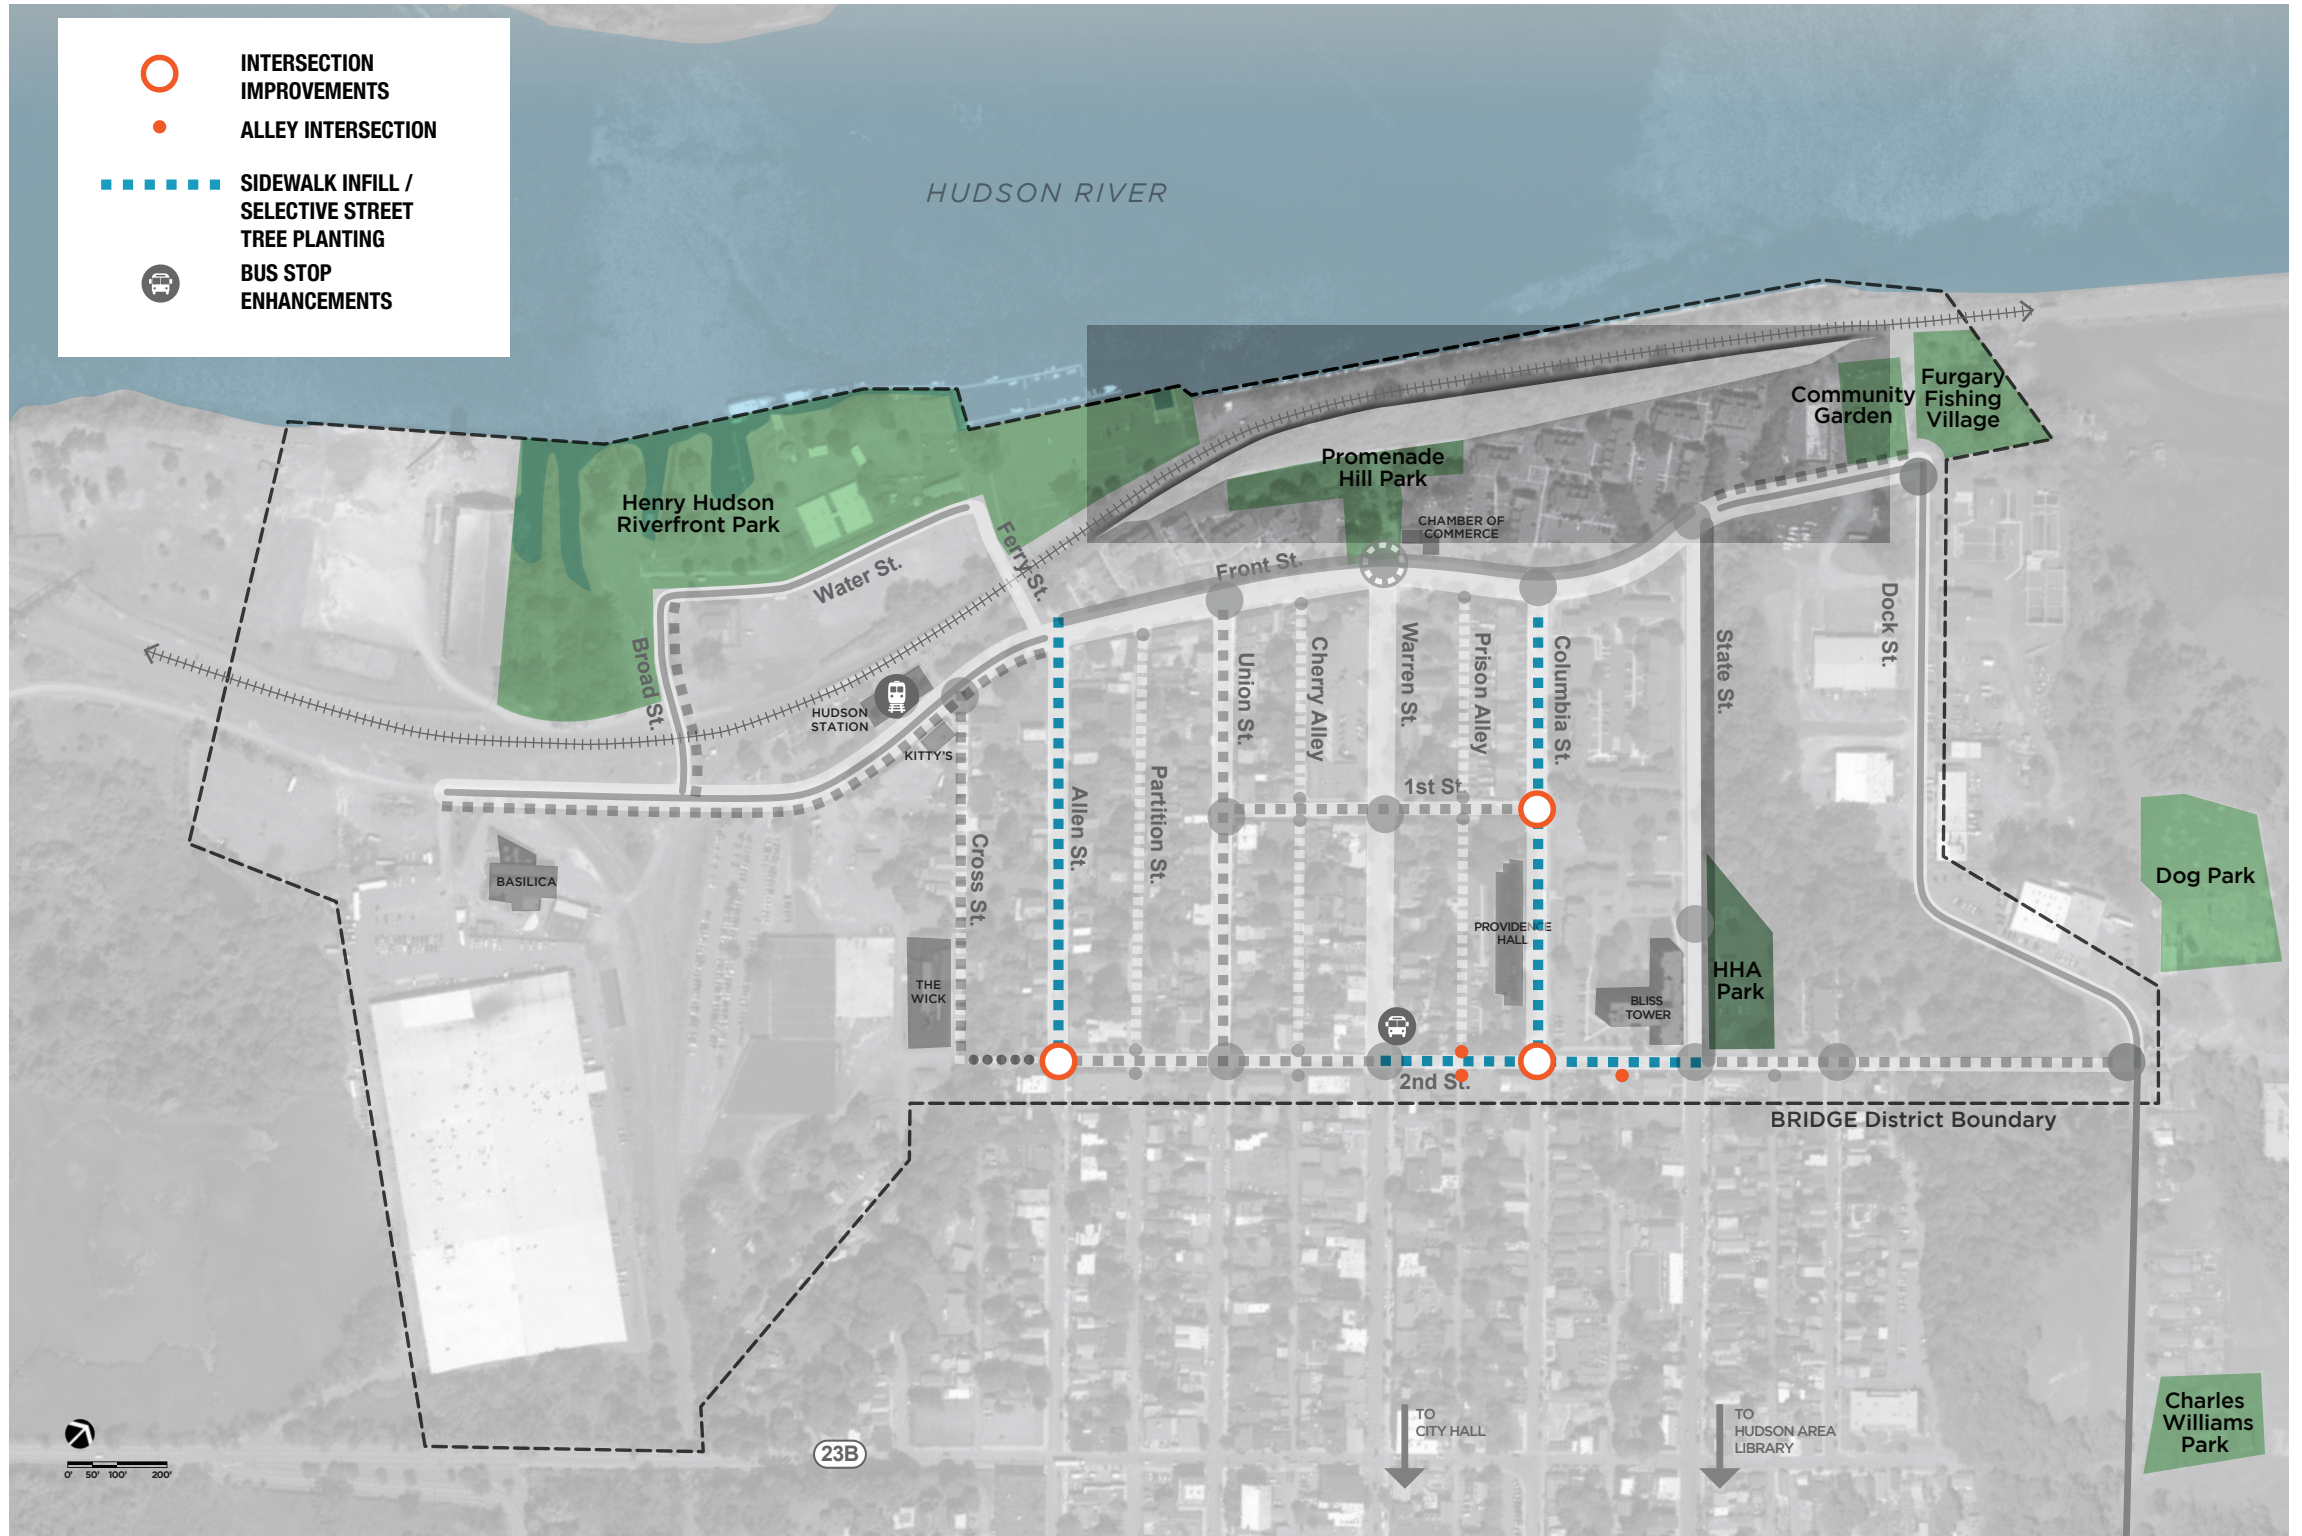 INTERSECTION
IMPROVEMENTS
ALLEY INTERSECTION
SIDEWALK INFILL /
SELECTIVE STREET
TREE PLANTING
BUS STOP
ENHANCEMENTS
HUDSON RIVER
Community
Garden
Furgary
Fishing
Village
Promenade
Hill Park
Henry Hudson
Riverfront Park
CHAMBER OF
COMMERCE
Ferry St.
Front St.
Water St.
Broad St.
Dock St.
HUDSON
STATION
KITTY'S
Union St.
Cherry Alley
Warren St.
Prison Alley
Columbia St.
State St.
1st St.
Allen St.
Partition St.
Cross St.
BASILICA
PROVIDENCE
HALL
Dog Park
THE
WICK
BLISS
TOWER
HHA
Park
2nd St.
BRIDGE District Boundary
TO
CITY HALL
TO
HUDSON AREA
LIBRARY
Charles
Williams
Park
23B
0' 50' 100' 200'